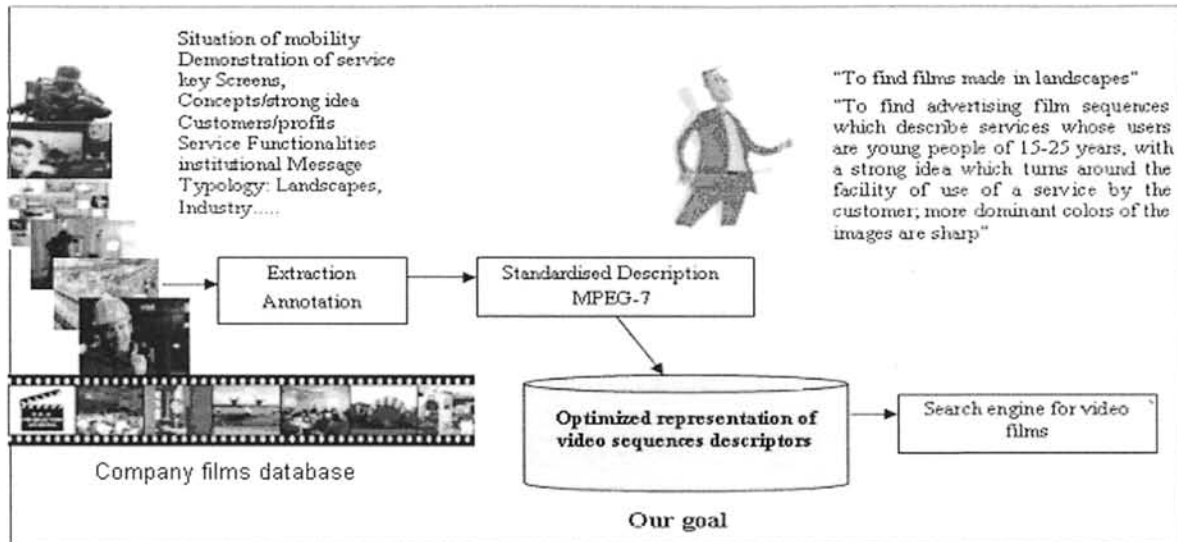 Situation of mobility
Demonstration of service
key Screens,
Concepts/strong idea
Customers/profits
Service Functionalities
institutional Message
Typology: Landscapes,
Industry.....
"To find films made in landscapes"
"To find advertising film sequences
which describe services whose users
are young people of 15-25 years, with
a strong idea which turns around the
facility of use of a service by the
customer; more dominant colors of the
images are sharp"
Extraction
Annotation
Standardised Description
MPEG-7
Optimized representation of
video sequences descriptors
Search engine for video
films
Company films database
Our goal